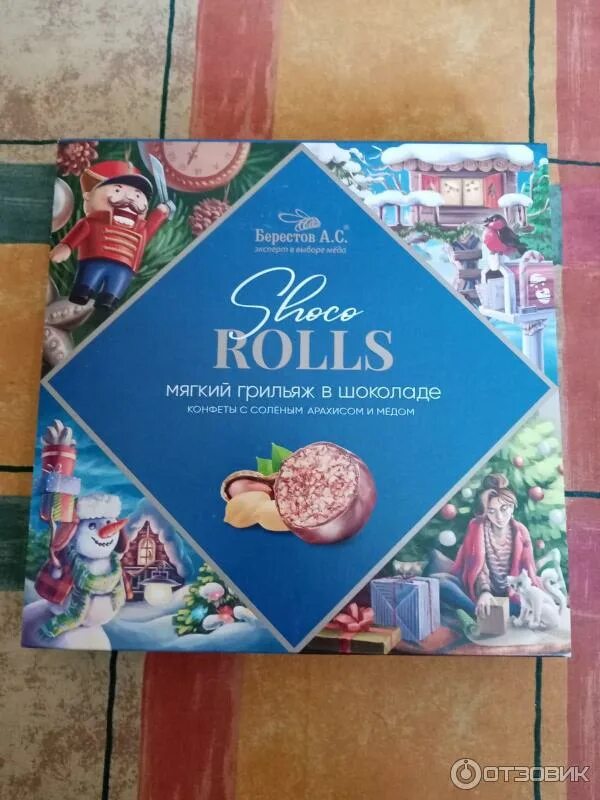 Берестов А.С.®
эксперт в выборе мёда
Shoco
ROLLS
МЯГКИЙ ГРИЛЬЯЖ В ШОКОЛАДЕ
КОНФЕТЫ С СОЛЁНЫМ АРАХИСОМ И МЁДОМ
ОТЗОВИК